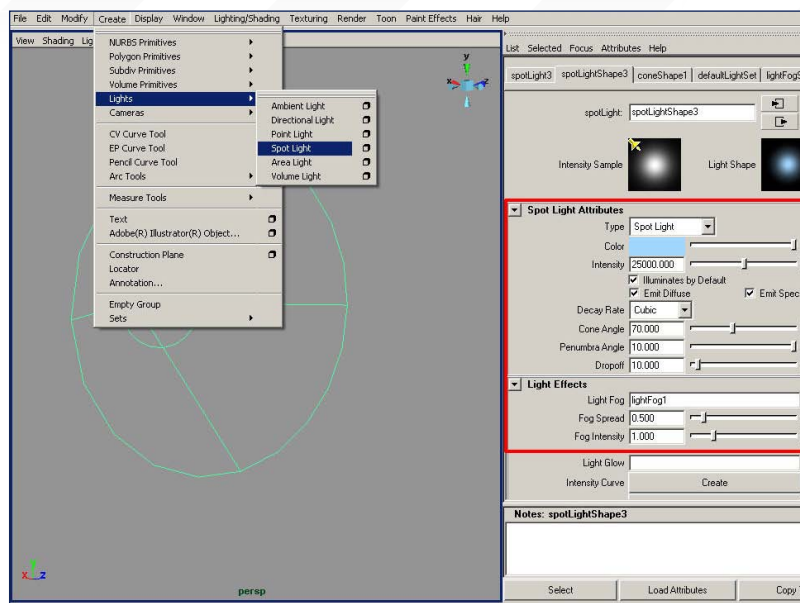 File Edit Modify Create Display Window Lighting/Shading Texturing Render Toon Paint Effects Hair Help
View Shading Lig
NURBS Primitives
Polygon Primitives
Subdiv Primitives
Volume Primitives
Lights
Cameras
CV Curve Tool
EP Curve Tool
Pencil Curve Tool
Arc Tools
Measure Tools
Text
Adobe(R) Illustrator(R) Object...
Construction Plane
Locator
Annotation...
Empty Group
Sets
Ambient Light
Directional Light
Point Light
Spot Light
Area Light
Volume Light
y
x z
y
x z
persp
List Selected Focus Attributes Help
spotLight3 spotLightShape3 coneShape1 defaultLightSet lightFogS
spotLight: spotLightShape3
Intensity Sample Light Shape
Spot Light Attributes
Type Spot Light
Color
Intensity 25000.000
Illuminates by Default
Emit Diffuse Emit Spec
Decay Rate Cubic
Cone Angle 70.000
Penumbra Angle 10.000
Dropoff 10.000
Light Effects
Light Fog lightFog1
Fog Spread 0.500
Fog Intensity 1.000
Light Glow
Intensity Curve Create
Notes: spotLightShape3
Select Load Attributes Copy